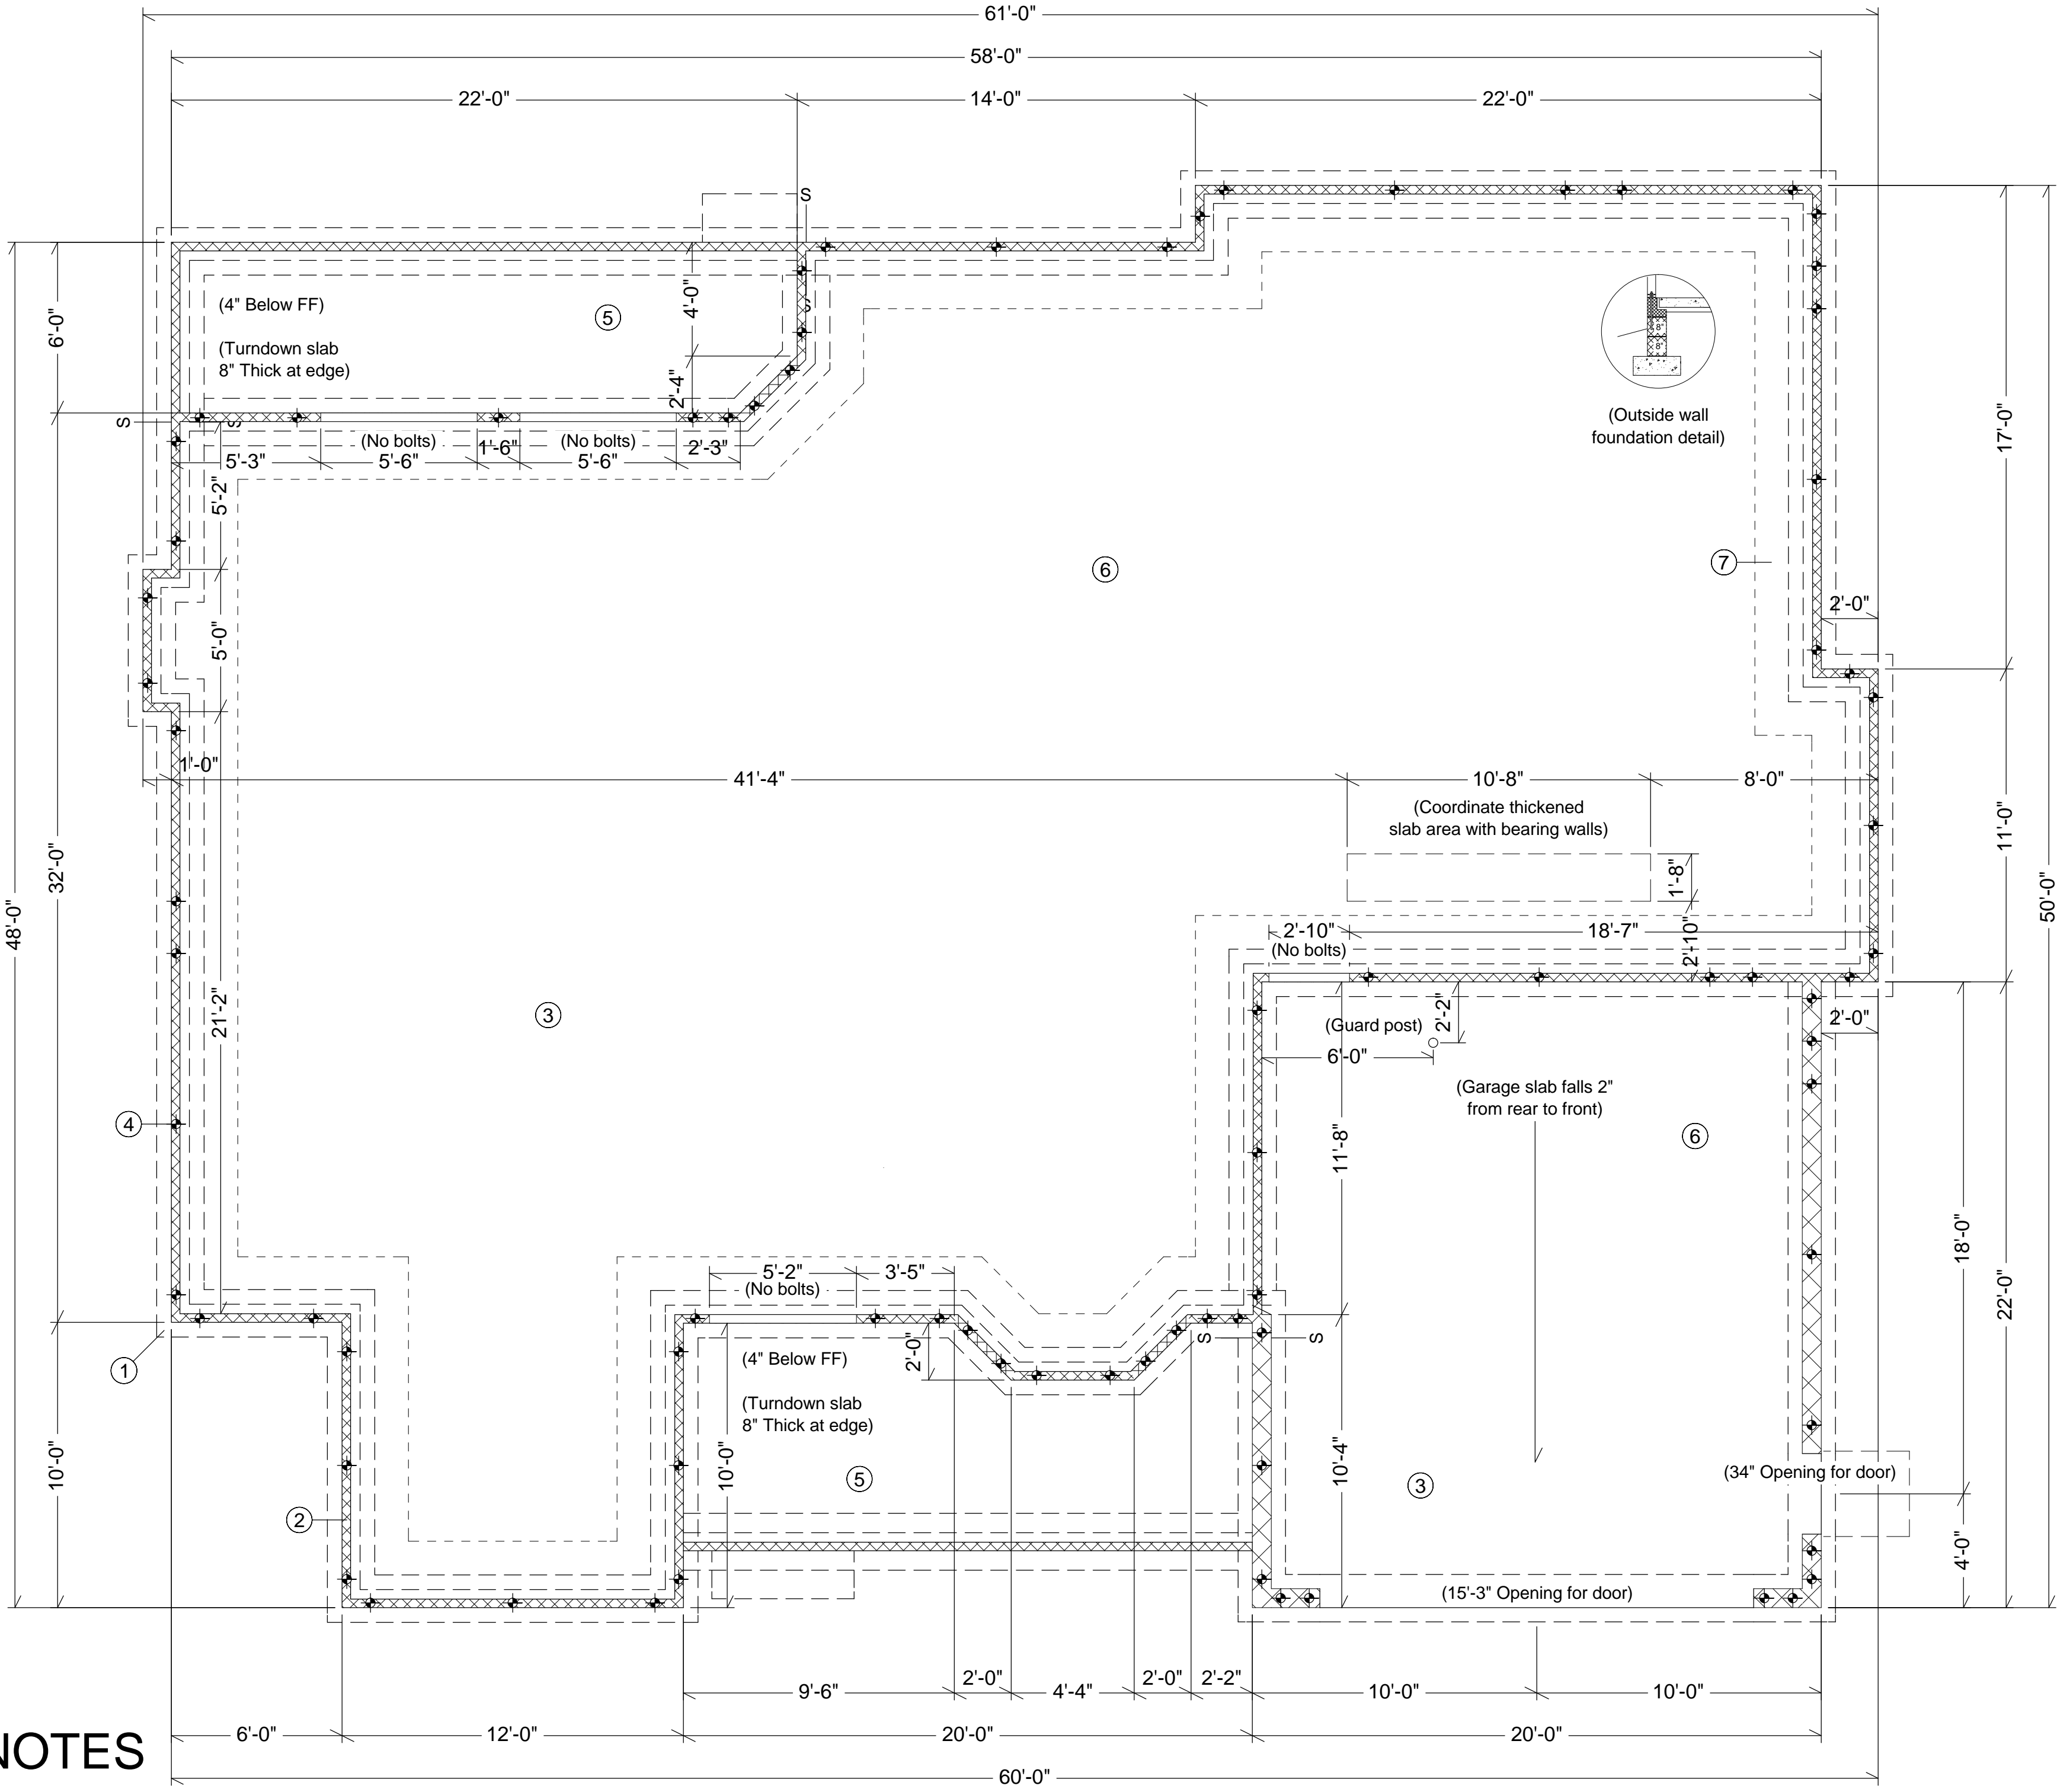 61'-0"
58'-0"
22'-0" 14'-0" 22'-0"
S
(4" Below FF)
5
4'-0"
S
6'-0"
(Turndown slab
8" Thick at edge)
8"
8"
2'-4"
(Outside wall
foundation detail)
17'-0"
S
S
(No bolts)
1'-6"
(No bolts)
2'-3"
5'-3"
5'-6"
5'-6"
5'-2"
6
7
2'-0"
5'-0"
1'-0"
41'-4"
10'-8"
8'-0"
(Coordinate thickened
slab area with bearing walls)
11'-0"
1'-8"
32'-0"
48'-0"
50'-0"
2'-10"
18'-7"
(No bolts)
2'-10"
21'-2"
3
(Guard post)
2'-2"
2'-0"
6'-0"
(Garage slab falls 2"
from rear to front)
4
6
11'-8"
18'-0"
22'-0"
5'-2"
3'-5"
(No bolts)
1
(4" Below FF)
2'-0"
S
S
(Turndown slab
8" Thick at edge)
10'-0"
10'-0"
10'-4"
5
3
(34" Opening for door)
2
4'-0"
(15'-3" Opening for door)
9'-6"
2'-0"
4'-4"
2'-0"
2'-2"
10'-0"
10'-0"
6'-0"
12'-0"
20'-0"
20'-0"
NOTES
60'-0"